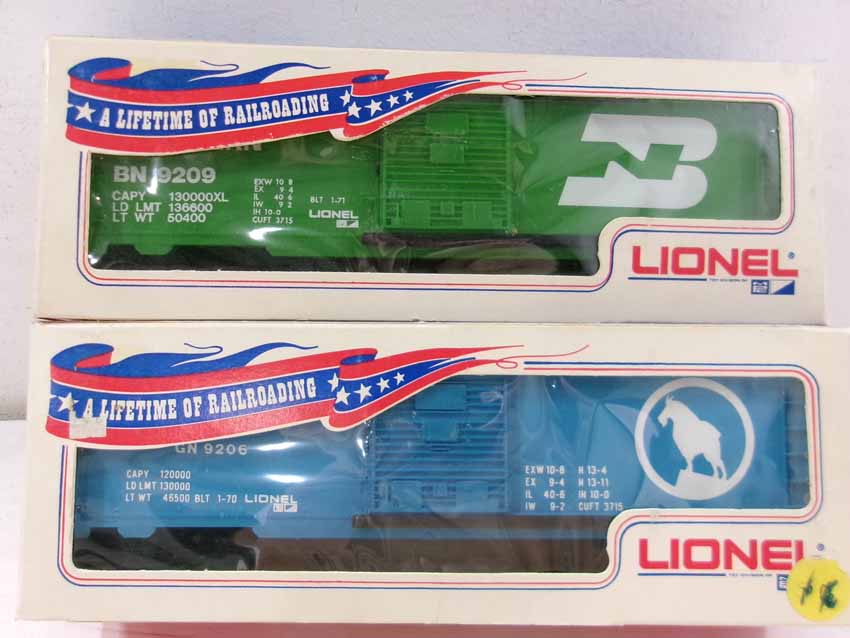 A LIFETIME OF RAILROADING
BN 9209
CAPY 130000XL
LD LMT 136600
LT WT 50400
EXW 10 8
EX 9 4
IL 40 6
IW 9 2
IH 10-0
CUFT 3715
BLT 1-71
LIONEL
LIONEL
A LIFETIME OF RAILROADING
GN 9206
CAPY 120000
LD LMT 130000
LT WT 46500 BLT 1-70 LIONEL
EXW 10-8 H 13-4
EX 9-4 H 13-11
IL 40-6 IH 10-0
IW 9-2 CUFT 3715
LIONEL